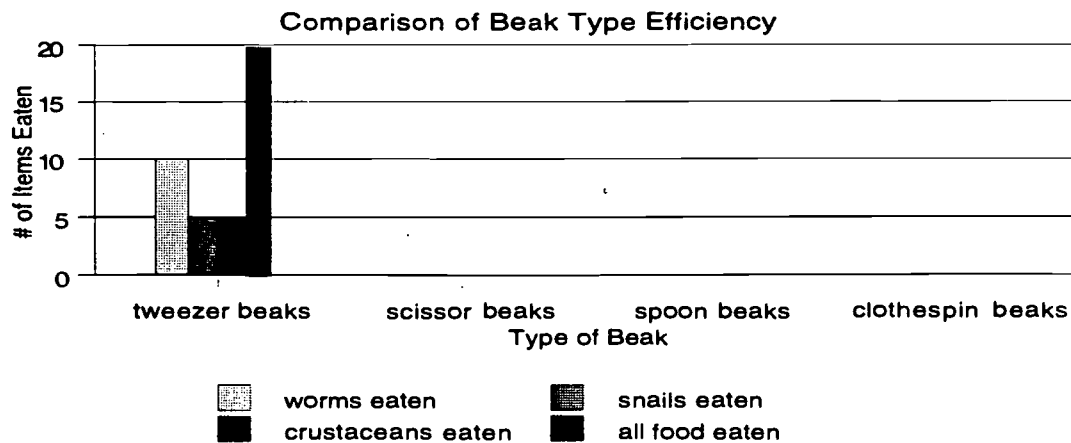 Comparison of Beak Type Efficiency
20
15
10
5
0
# of Items Eaten
tweezer beaks scissor beaks spoon beaks clothespin beaks
Type of Beak
worms eaten snails eaten
crustaceans eaten all food eaten